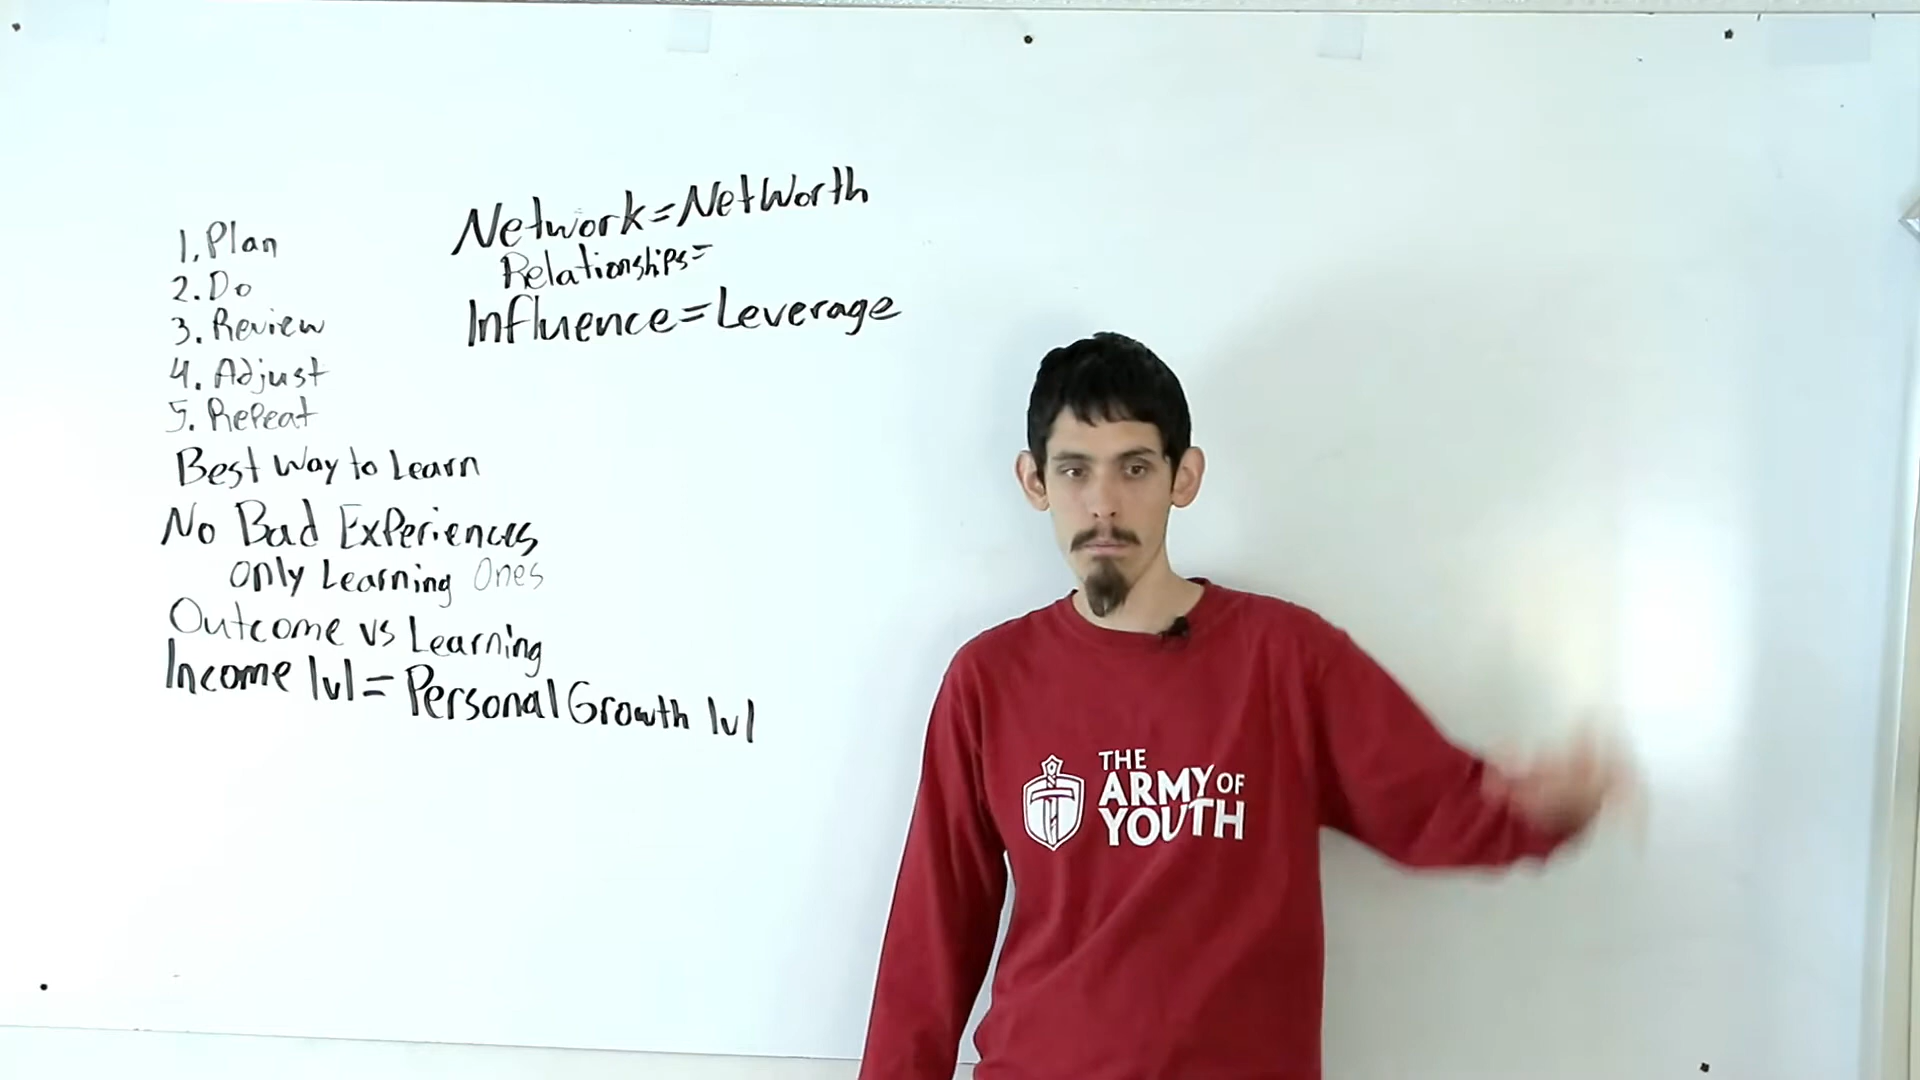 1. Plan
2. Do
3. Review
4. Adjust
5. Repeat
Best Way to Learn
No Bad Experiences
only Learning Ones
Outcome vs Learning
Income lvl = Personal Growth lvl
Network = NetWorth
Relationships =
Influence = Leverage
THE
ARMY OF
YOUTH